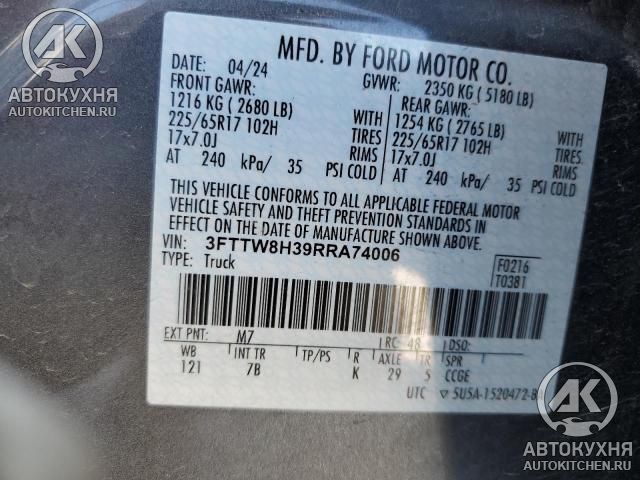 AK
АВТОКУХНЯ
AUTOKITCHEN.RU
MFD. BY FORD MOTOR CO.
DATE: 04/24 GVWR: 2350 KG ( 5180 LB)
FRONT GAWR: REAR GAWR:
1216 KG ( 2680 LB) 1254 KG ( 2765 LB)
225/65R17 102H TIRES 225/65R17 102H TIRES
17x7.0J RIMS 17x7.0J RIMS
AT 240 kPa/ 35 PSI COLD AT 240 kPa/ 35 PSI COLD
THIS VEHICLE CONFORMS TO ALL APPLICABLE FEDERAL MOTOR
VEHICLE SAFETY AND THEFT PREVENTION STANDARDS IN
EFFECT ON THE DATE OF MANUFACTURE SHOWN ABOVE.
VIN: 3FTTW8H39RRA74006
TYPE: Truck
F0216
T0381
EXT PNT: M7 RC: 48 DSO:
WB INT TR TP/PS R AXLE TR SPR
121 7B K 29 5 CCGE
UTC ▽5U5A-1520472-BA
AK
АВТОКУХНЯ
AUTOKITCHEN.RU